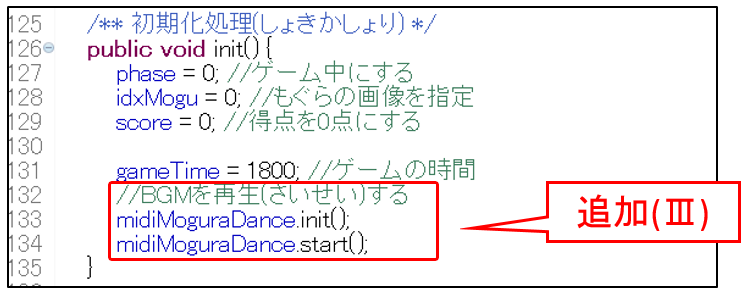 125 /** 初期化処理(しょきかしょり) */
126 public void init() {
127 phase = 0; //ゲーム中にする
128 idxMogu = 0; //もぐらの画像を指定
129 score = 0; //得点を0点にする
130
131 gameTime = 1800; //ゲームの時間
132 //BGMを再生(さいせい)する
133 midiMoguraDance.init();
134 midiMoguraDance.start();
135 }
追加(Ⅲ)